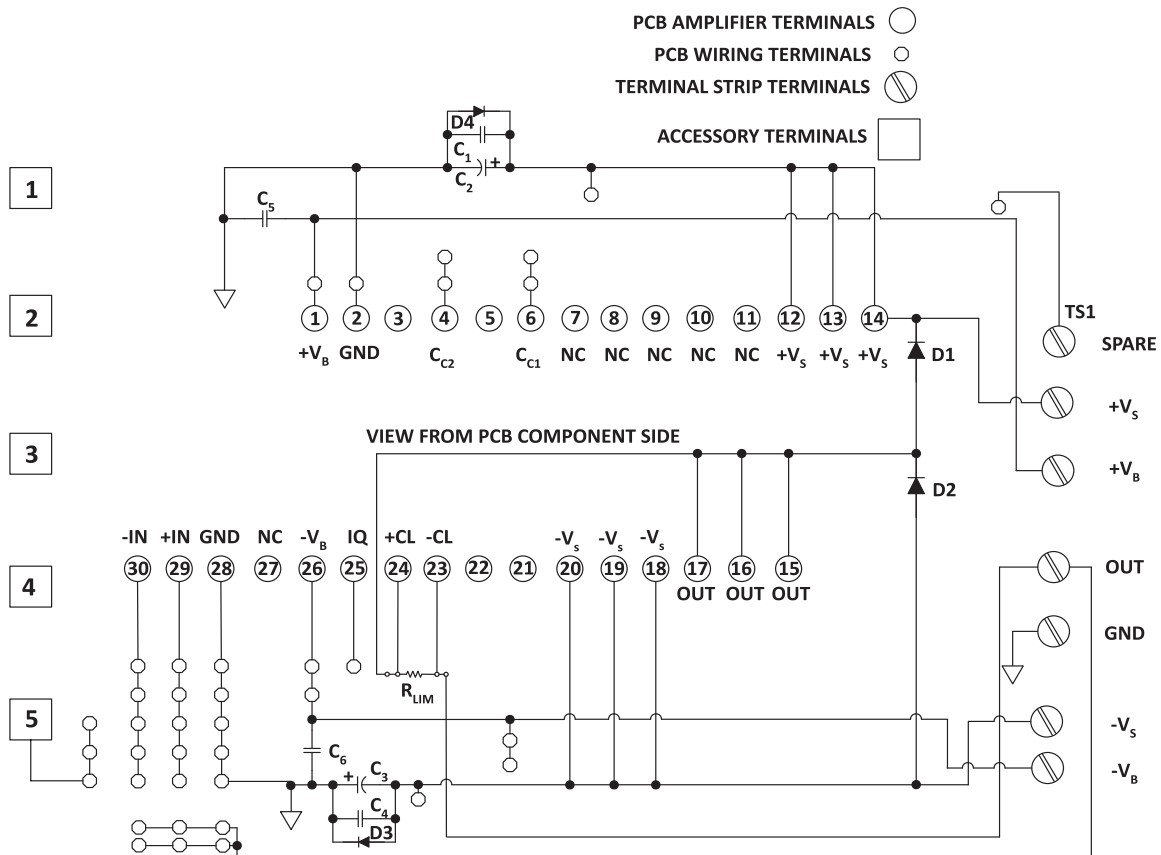 PCB AMPLIFIER TERMINALS
PCB WIRING TERMINALS
TERMINAL STRIP TERMINALS
ACCESSORY TERMINALS
D4
C1
C2
+
1
C5
2
1 2 3 4 5 6 7 8 9 10 11 12 13 14
+VB GND CC2 CC1 NC NC NC NC NC +VS +VS +VS
D1
TS1
SPARE
+VS
3
VIEW FROM PCB COMPONENT SIDE
D2
+VB
-IN +IN GND NC -VB IQ +CL -CL -Vs -Vs -Vs
4
30 29 28 27 26 25 24 23 22 21 20 19 18 17 16 15
OUT OUT OUT
OUT
GND
RLIM
5
-VS
C6
+
C3
-VB
C4
D3